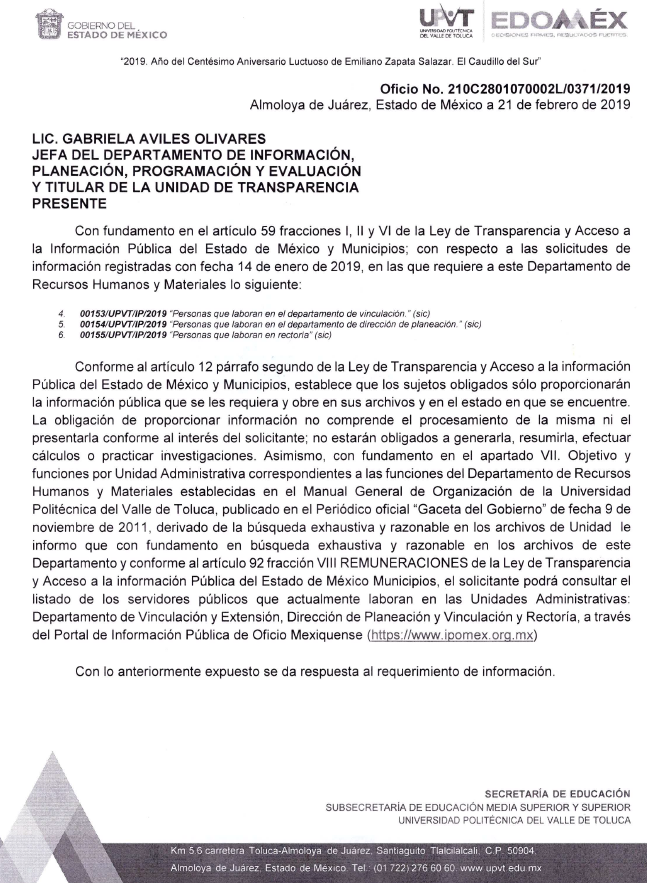 GOBIERNO DEL
ESTADO DE MÉXICO
UPVT
UNIVERSIDAD POLITÉCNICA
DEL VALLE DE TOLUCA
EDOMÉX
DECISIONES FIRMES, RESULTADOS FUERTES.
"2019. Año del Centésimo Aniversario Luctuoso de Emiliano Zapata Salazar. El Caudillo del Sur"
Oficio No. 210C2801070002L/0371/2019
Almoloya de Juárez, Estado de México a 21 de febrero de 2019
LIC. GABRIELA AVILES OLIVARES
JEFA DEL DEPARTAMENTO DE INFORMACIÓN,
PLANEACIÓN, PROGRAMACIÓN Y EVALUACIÓN
Y TITULAR DE LA UNIDAD DE TRANSPARENCIA
PRESENTE
Con fundamento en el artículo 59 fracciones I, II y VI de la Ley de Transparencia y Acceso a
la Información Pública del Estado de México y Municipios; con respecto a las solicitudes de
información registradas con fecha 14 de enero de 2019, en las que requiere a este Departamento de
Recursos Humanos y Materiales lo siguiente:
4. 00153/UPVT/IP/2019 "Personas que laboran en el departamento de vinculación." (sic)
5. 00154/UPVT/IP/2019 "Personas que laboran en el departamento de dirección de planeación." (sic)
6. 00155/UPVT/IP/2019 "Personas que laboran en rectoría" (sic)
Conforme al artículo 12 párrafo segundo de la Ley de Transparencia y Acceso a la información
Pública del Estado de México y Municipios, establece que los sujetos obligados sólo proporcionarán
la información pública que se les requiera y obre en sus archivos y en el estado en que se encuentre.
La obligación de proporcionar información no comprende el procesamiento de la misma ni el
presentarla conforme al interés del solicitante; no estarán obligados a generarla, resumirla, efectuar
cálculos o practicar investigaciones. Asimismo, con fundamento en el apartado VII. Objetivo y
funciones por Unidad Administrativa correspondientes a las funciones del Departamento de Recursos
Humanos y Materiales establecidas en el Manual General de Organización de la Universidad
Politécnica del Valle de Toluca, publicado en el Periódico oficial "Gaceta del Gobierno" de fecha 9 de
noviembre de 2011, derivado de la búsqueda exhaustiva y razonable en los archivos de Unidad le
informo que con fundamento en búsqueda exhaustiva y razonable en los archivos de este
Departamento y conforme al artículo 92 fracción VIII REMUNERACIONES de la Ley de Transparencia
y Acceso a la información Pública del Estado de México Municipios, el solicitante podrá consultar el
listado de los servidores públicos que actualmente laboran en las Unidades Administrativas:
Departamento de Vinculación y Extensión, Dirección de Planeación y Vinculación y Rectoría, a través
del Portal de Información Pública de Oficio Mexiquense (https://www.ipomex.org.mx)
Con lo anteriormente expuesto se da respuesta al requerimiento de información.
SECRETARÍA DE EDUCACIÓN
SUBSECRETARÍA DE EDUCACIÓN MEDIA SUPERIOR Y SUPERIOR
UNIVERSIDAD POLITÉCNICA DEL VALLE DE TOLUCA
Km 5.6 carretera Toluca-Almoloya de Juárez, Santiaguito Tlalcilalcali, C.P. 50904,
Almoloya de Juárez, Estado de México. Tel.: (01 722) 276 60 60. www.upvt.edu.mx